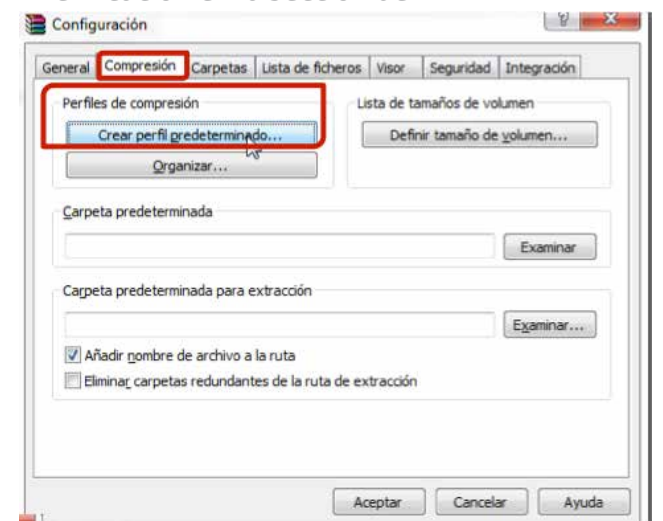 Configuración
General Compresión Carpetas Lista de ficheros Visor Seguridad Integración
Perfiles de compresión
Crear perfil predeterminado...
Organizar...
Lista de tamaños de volumen
Definir tamaño de volumen...
Carpeta predeterminada
Examinar
Carpeta predeterminada para extracción
Examinar...
Añadir nombre de archivo a la ruta
Eliminar carpetas redundantes de la ruta de extracción
Aceptar Cancelar Ayuda